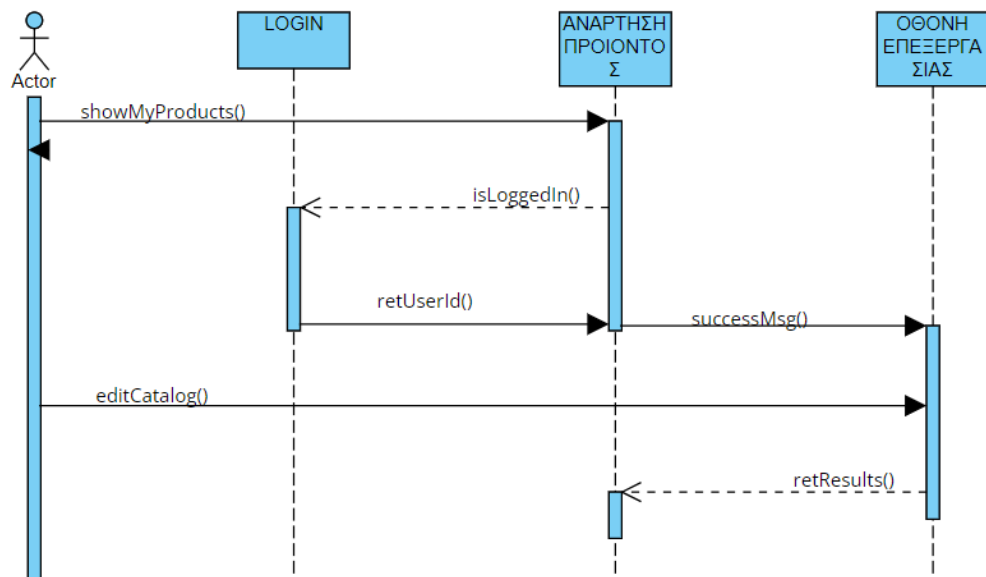 LOGIN
ΑΝΑΡΤΗΣΗ
ΠΡΟΙΟΝΤΟ
Σ
ΟΘΟΝΗ
ΕΠΕΞΕΡΓΑ
ΣΙΑΣ
Actor
showMyProducts()
isLoggedIn()
retUserId()
successMsg()
editCatalog()
retResults()